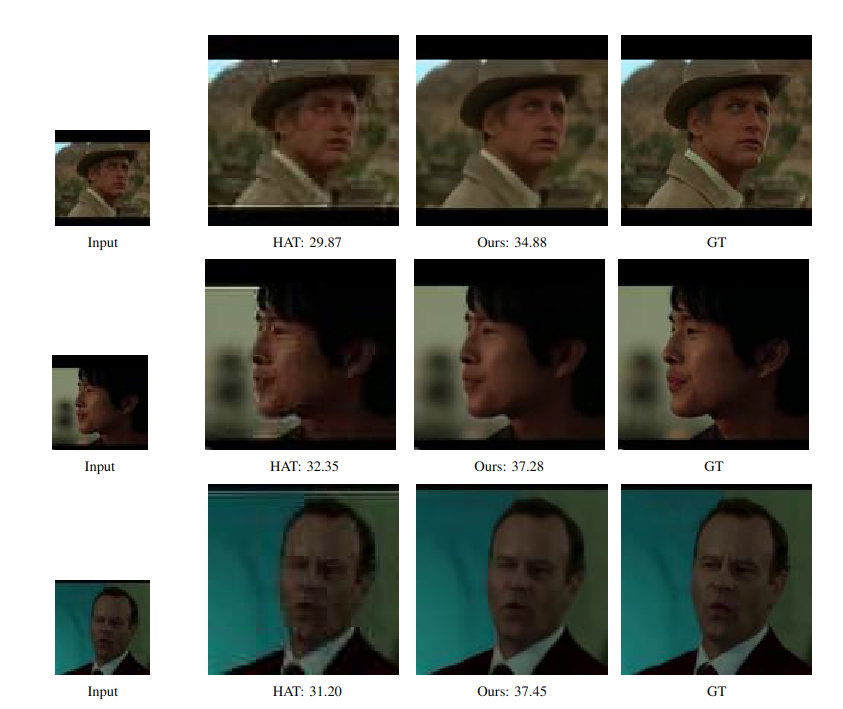 Input
HAT: 29.87
Ours: 34.88
GT
Input
HAT: 32.35
Ours: 37.28
GT
Input
HAT: 31.20
Ours: 37.45
GT